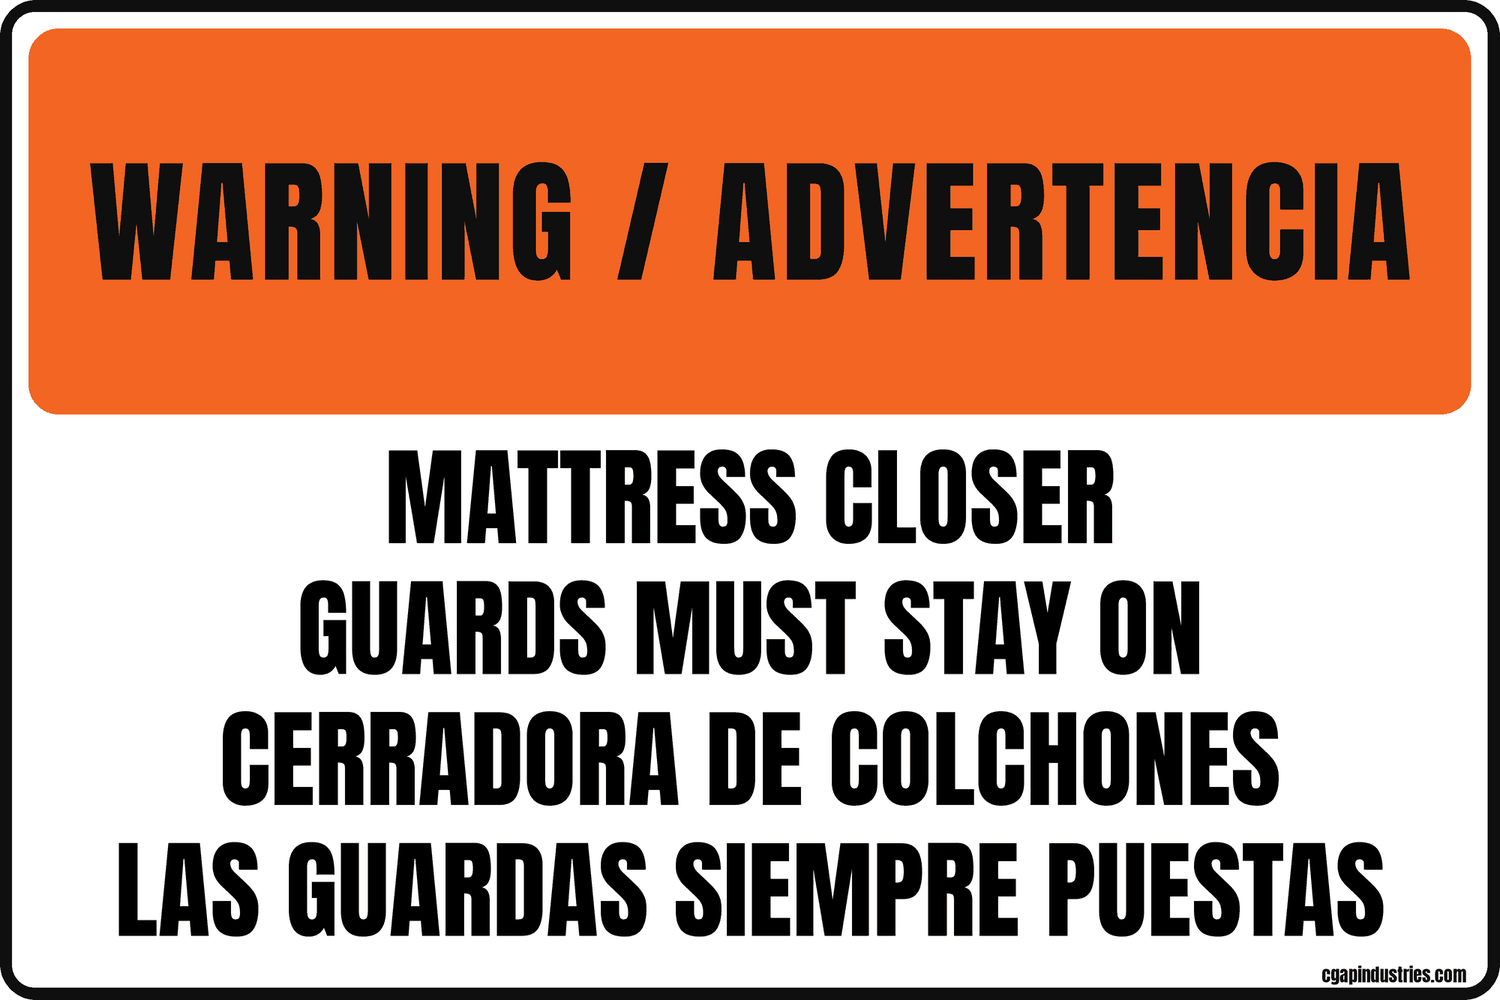 WARNING / ADVERTENCIA
MATTRESS CLOSER
GUARDS MUST STAY ON
CERRADORA DE COLCHONES
LAS GUARDAS SIEMPRE PUESTAS
cgapindustries.com